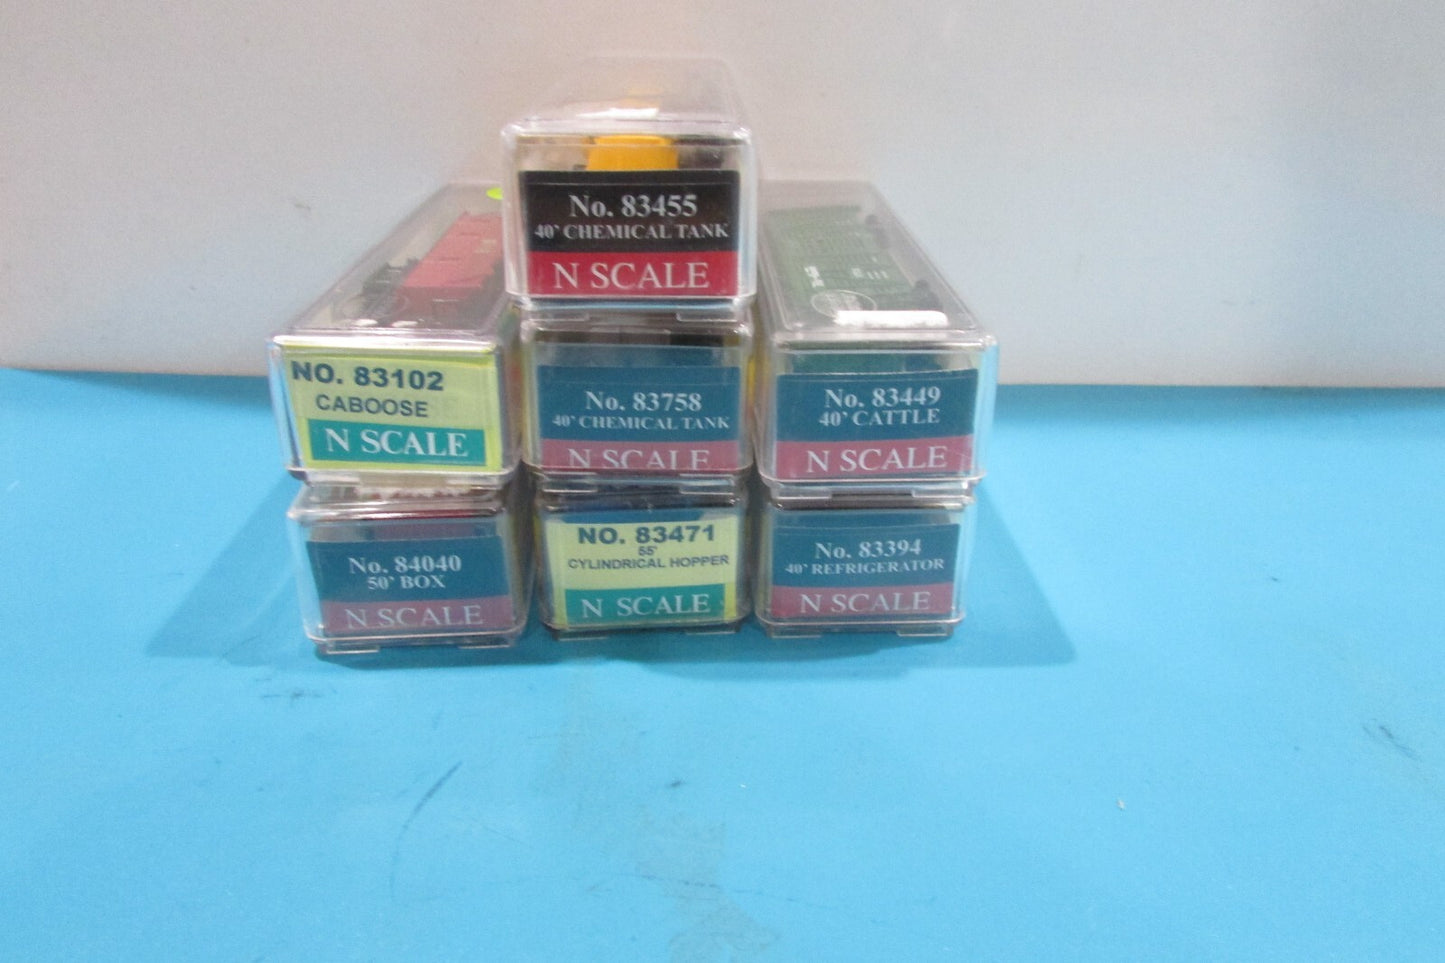 No. 83455
40' CHEMICAL TANK
N SCALE
NO. 83102
CABOOSE
N SCALE
No. 83758
40' CHEMICAL TANK
N SCALE
No. 83449
40' CATTLE
N SCALE
No. 84040
50' BOX
N SCALE
NO. 83471
55'
CYLINDRICAL HOPPER
N SCALE
No. 83394
40' REFRIGERATOR
N SCALE